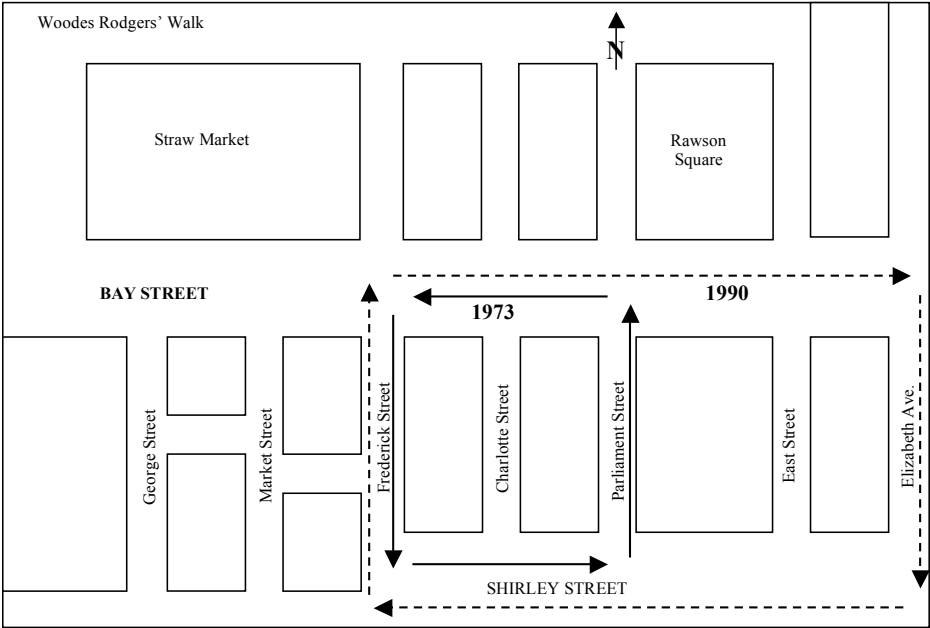 Woodes Rodgers’ Walk
N
Straw Market
Rawson
Square
BAY STREET
1973
1990
George Street
Market Street
Frederick Street
Charlotte Street
Parliament Street
East Street
Elizabeth Ave.
SHIRLEY STREET